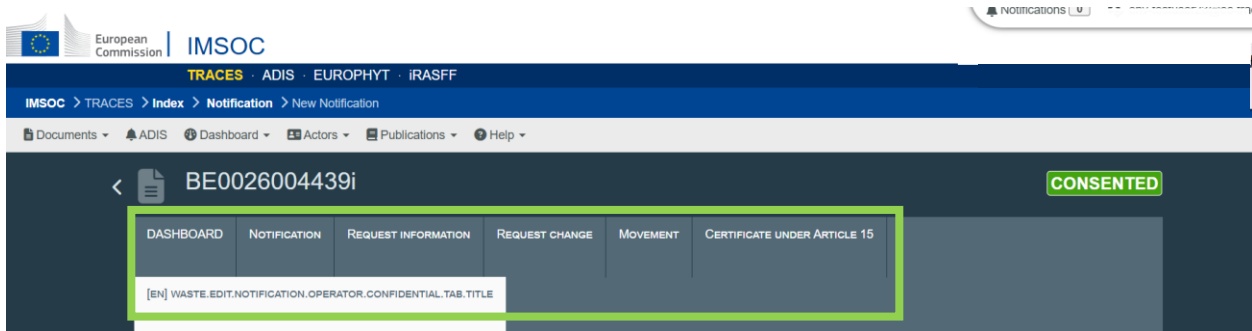 Notifications 0
European
Commission
IMSOC
TRACES · ADIS · EUROPHYT · iRASFF
IMSOC > TRACES > Index > Notification > New Notification
Documents ADIS Dashboard Actors Publications Help
BE0026004439i
CONSENTED
DASHBOARD NOTIFICATION REQUEST INFORMATION REQUEST CHANGE MOVEMENT CERTIFICATE UNDER ARTICLE 15
[EN] WASTE.EDIT.NOTIFICATION.OPERATOR.CONFIDENTIAL.TAB.TITLE